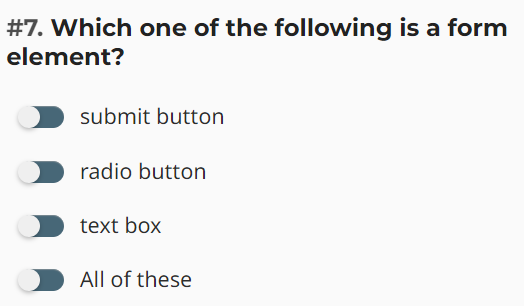 #7. Which one of the following is a form
element?
submit button
radio button
text box
All of these